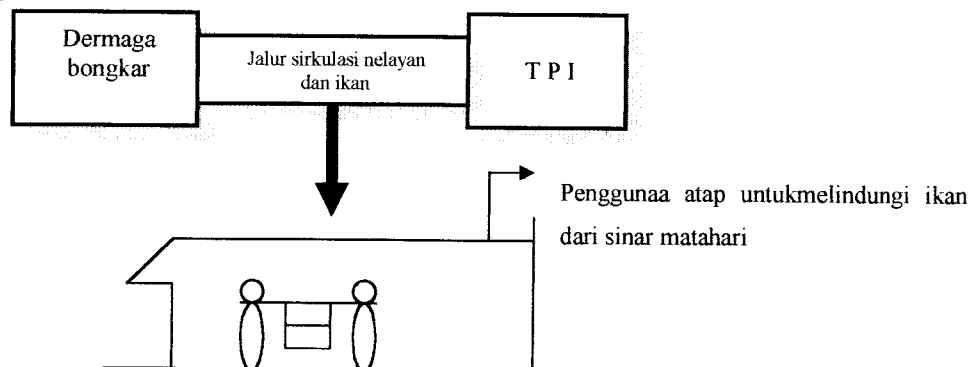 Dermaga
bongkar
Jalur sirkulasi nelayan
dan ikan
T P I
Penggunaa atap untukmelindungi ikan
dari sinar matahari